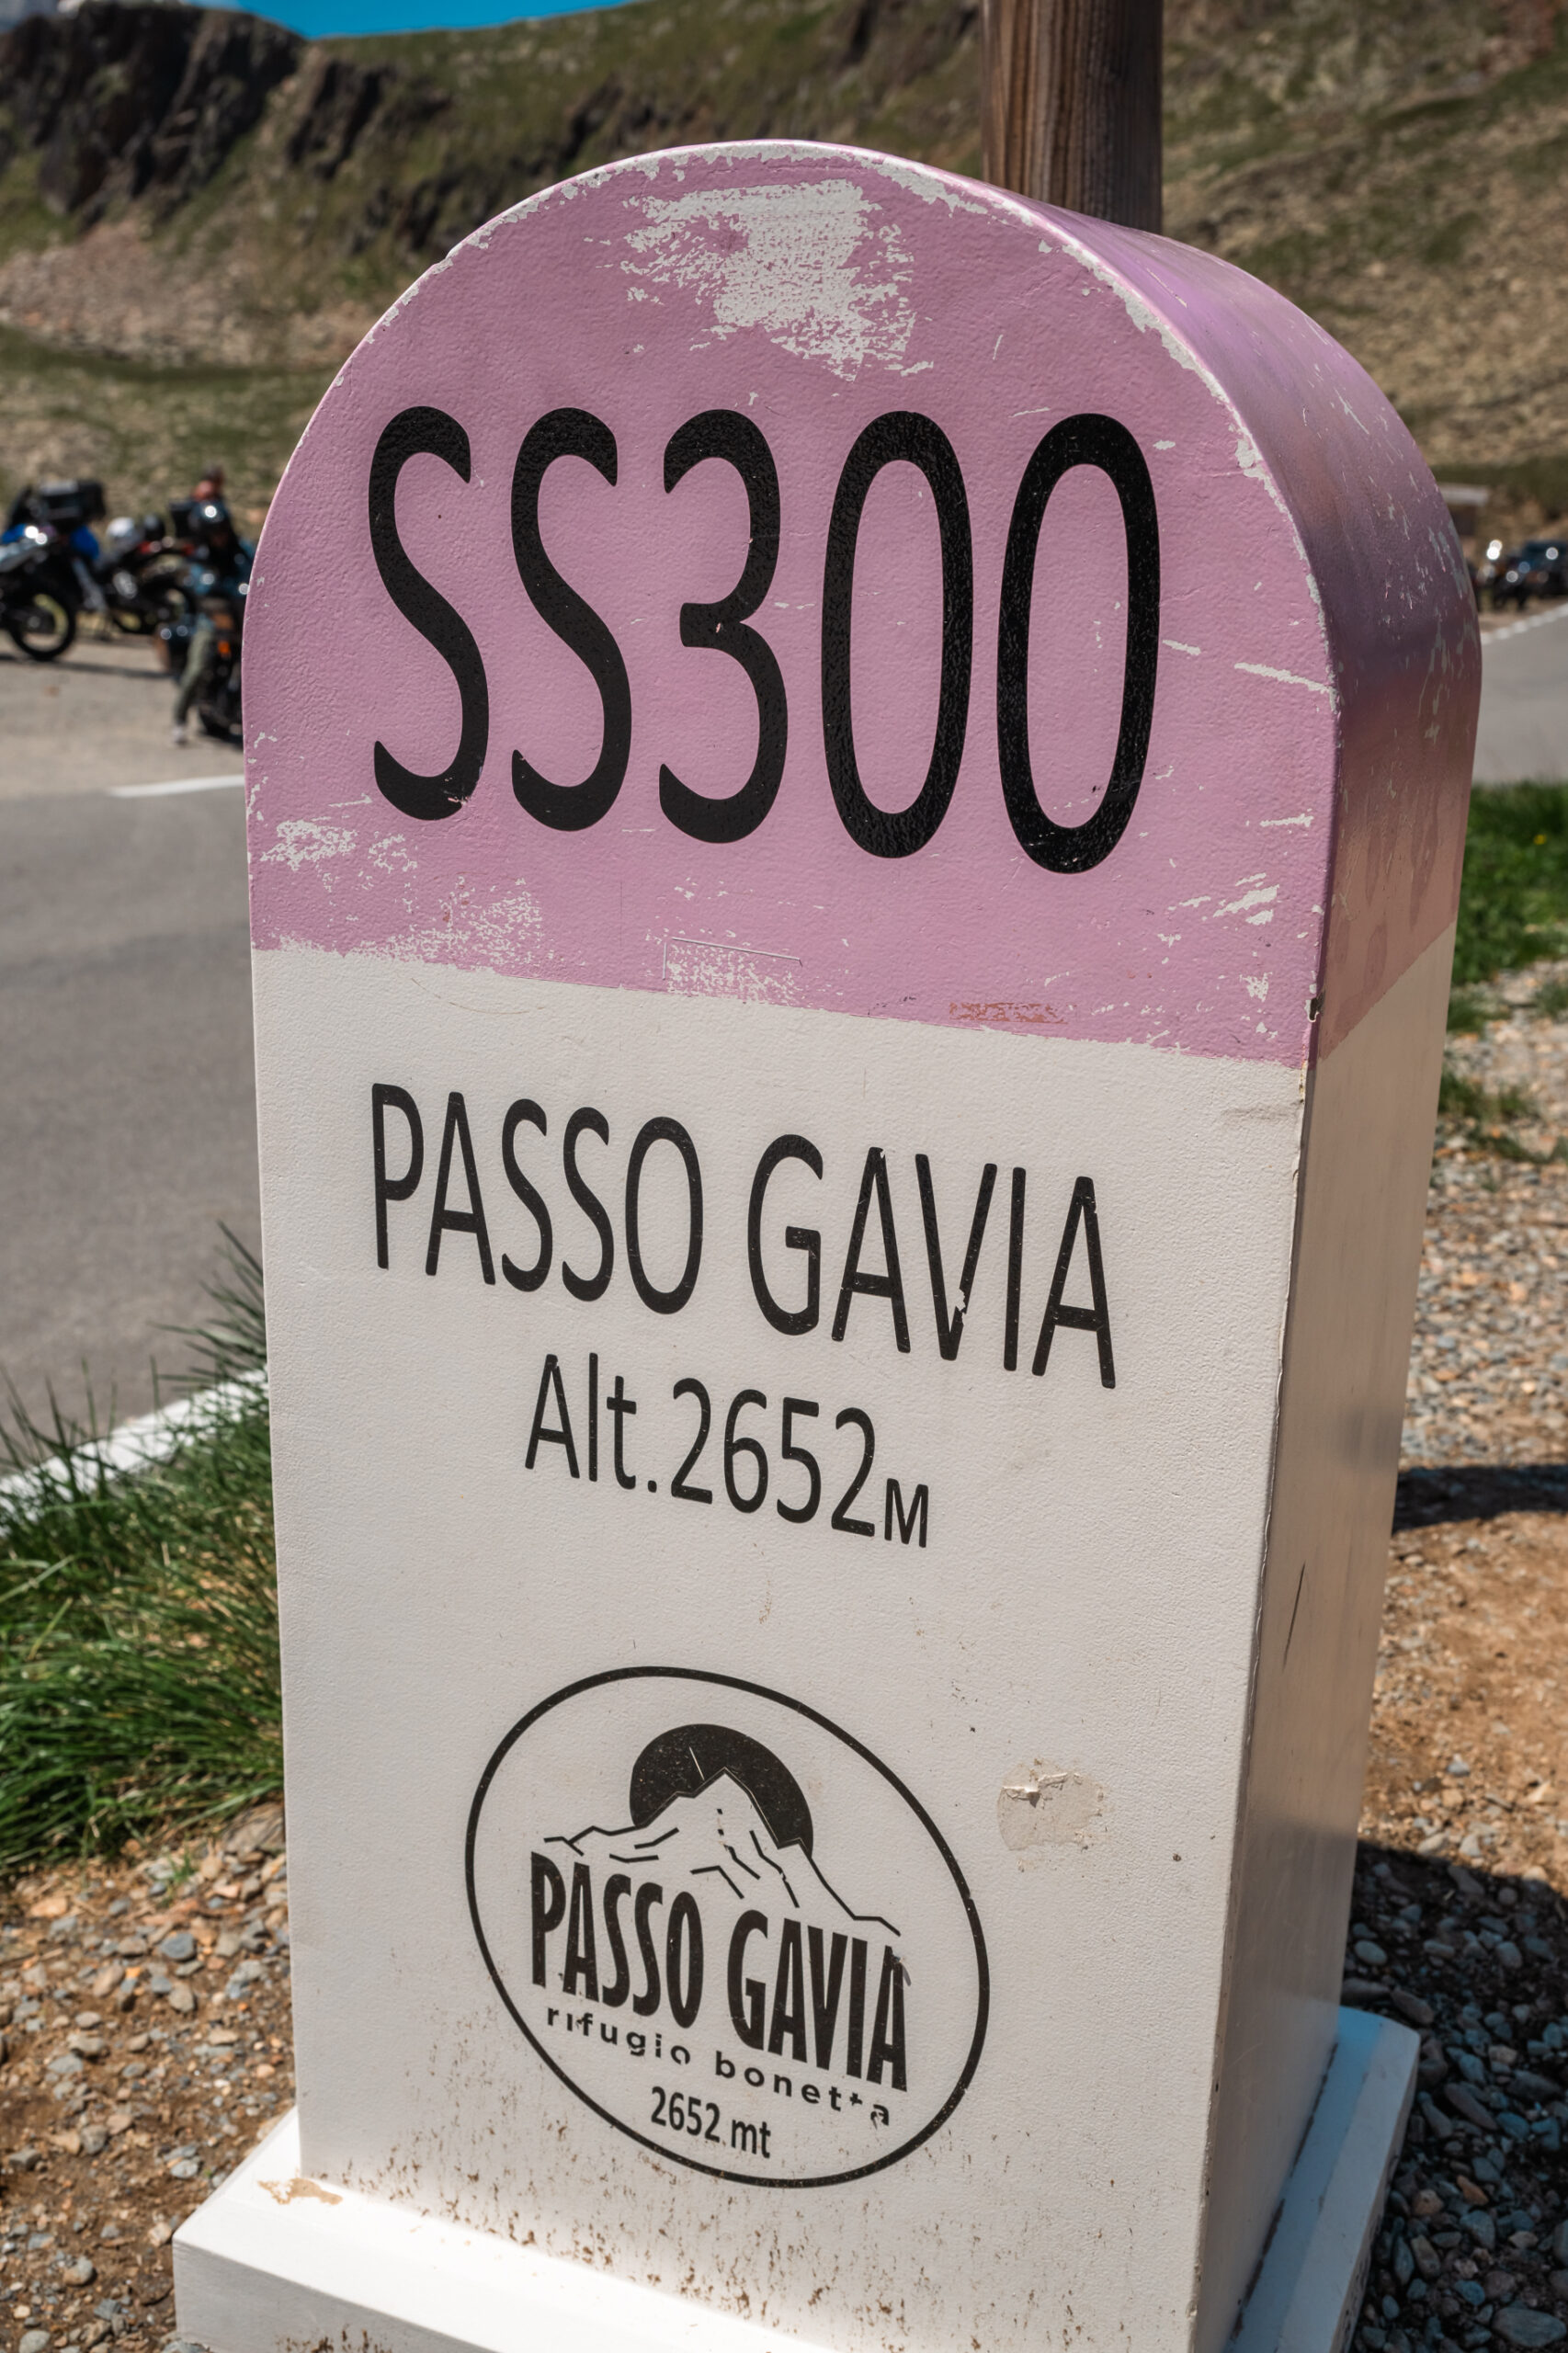 SS300
PASSO GAVIA
Alt.2652M
PASSO GAVIA
rifugio bonetta
2652 mt